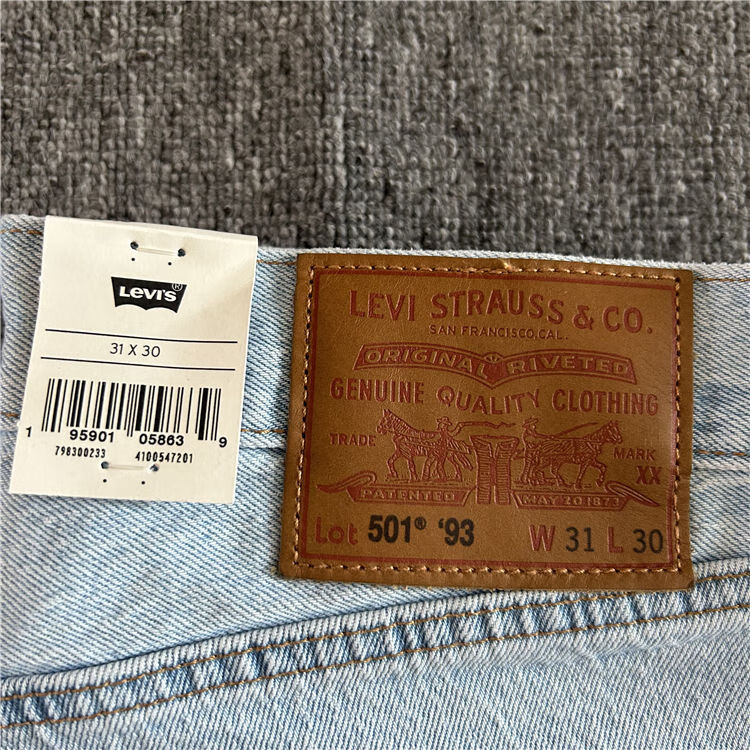 LEVI'S®
31 X 30
1 95901 05863 9
798300233 4100547201
LEVI STRAUSS & CO.
SAN FRANCISCO, CAL.
ORIGINAL RIVETED
GENUINE QUALITY CLOTHING
TRADE MARK
XX
PATENTED MAY 20 1873
Lot 501® '93 W 31 L 30